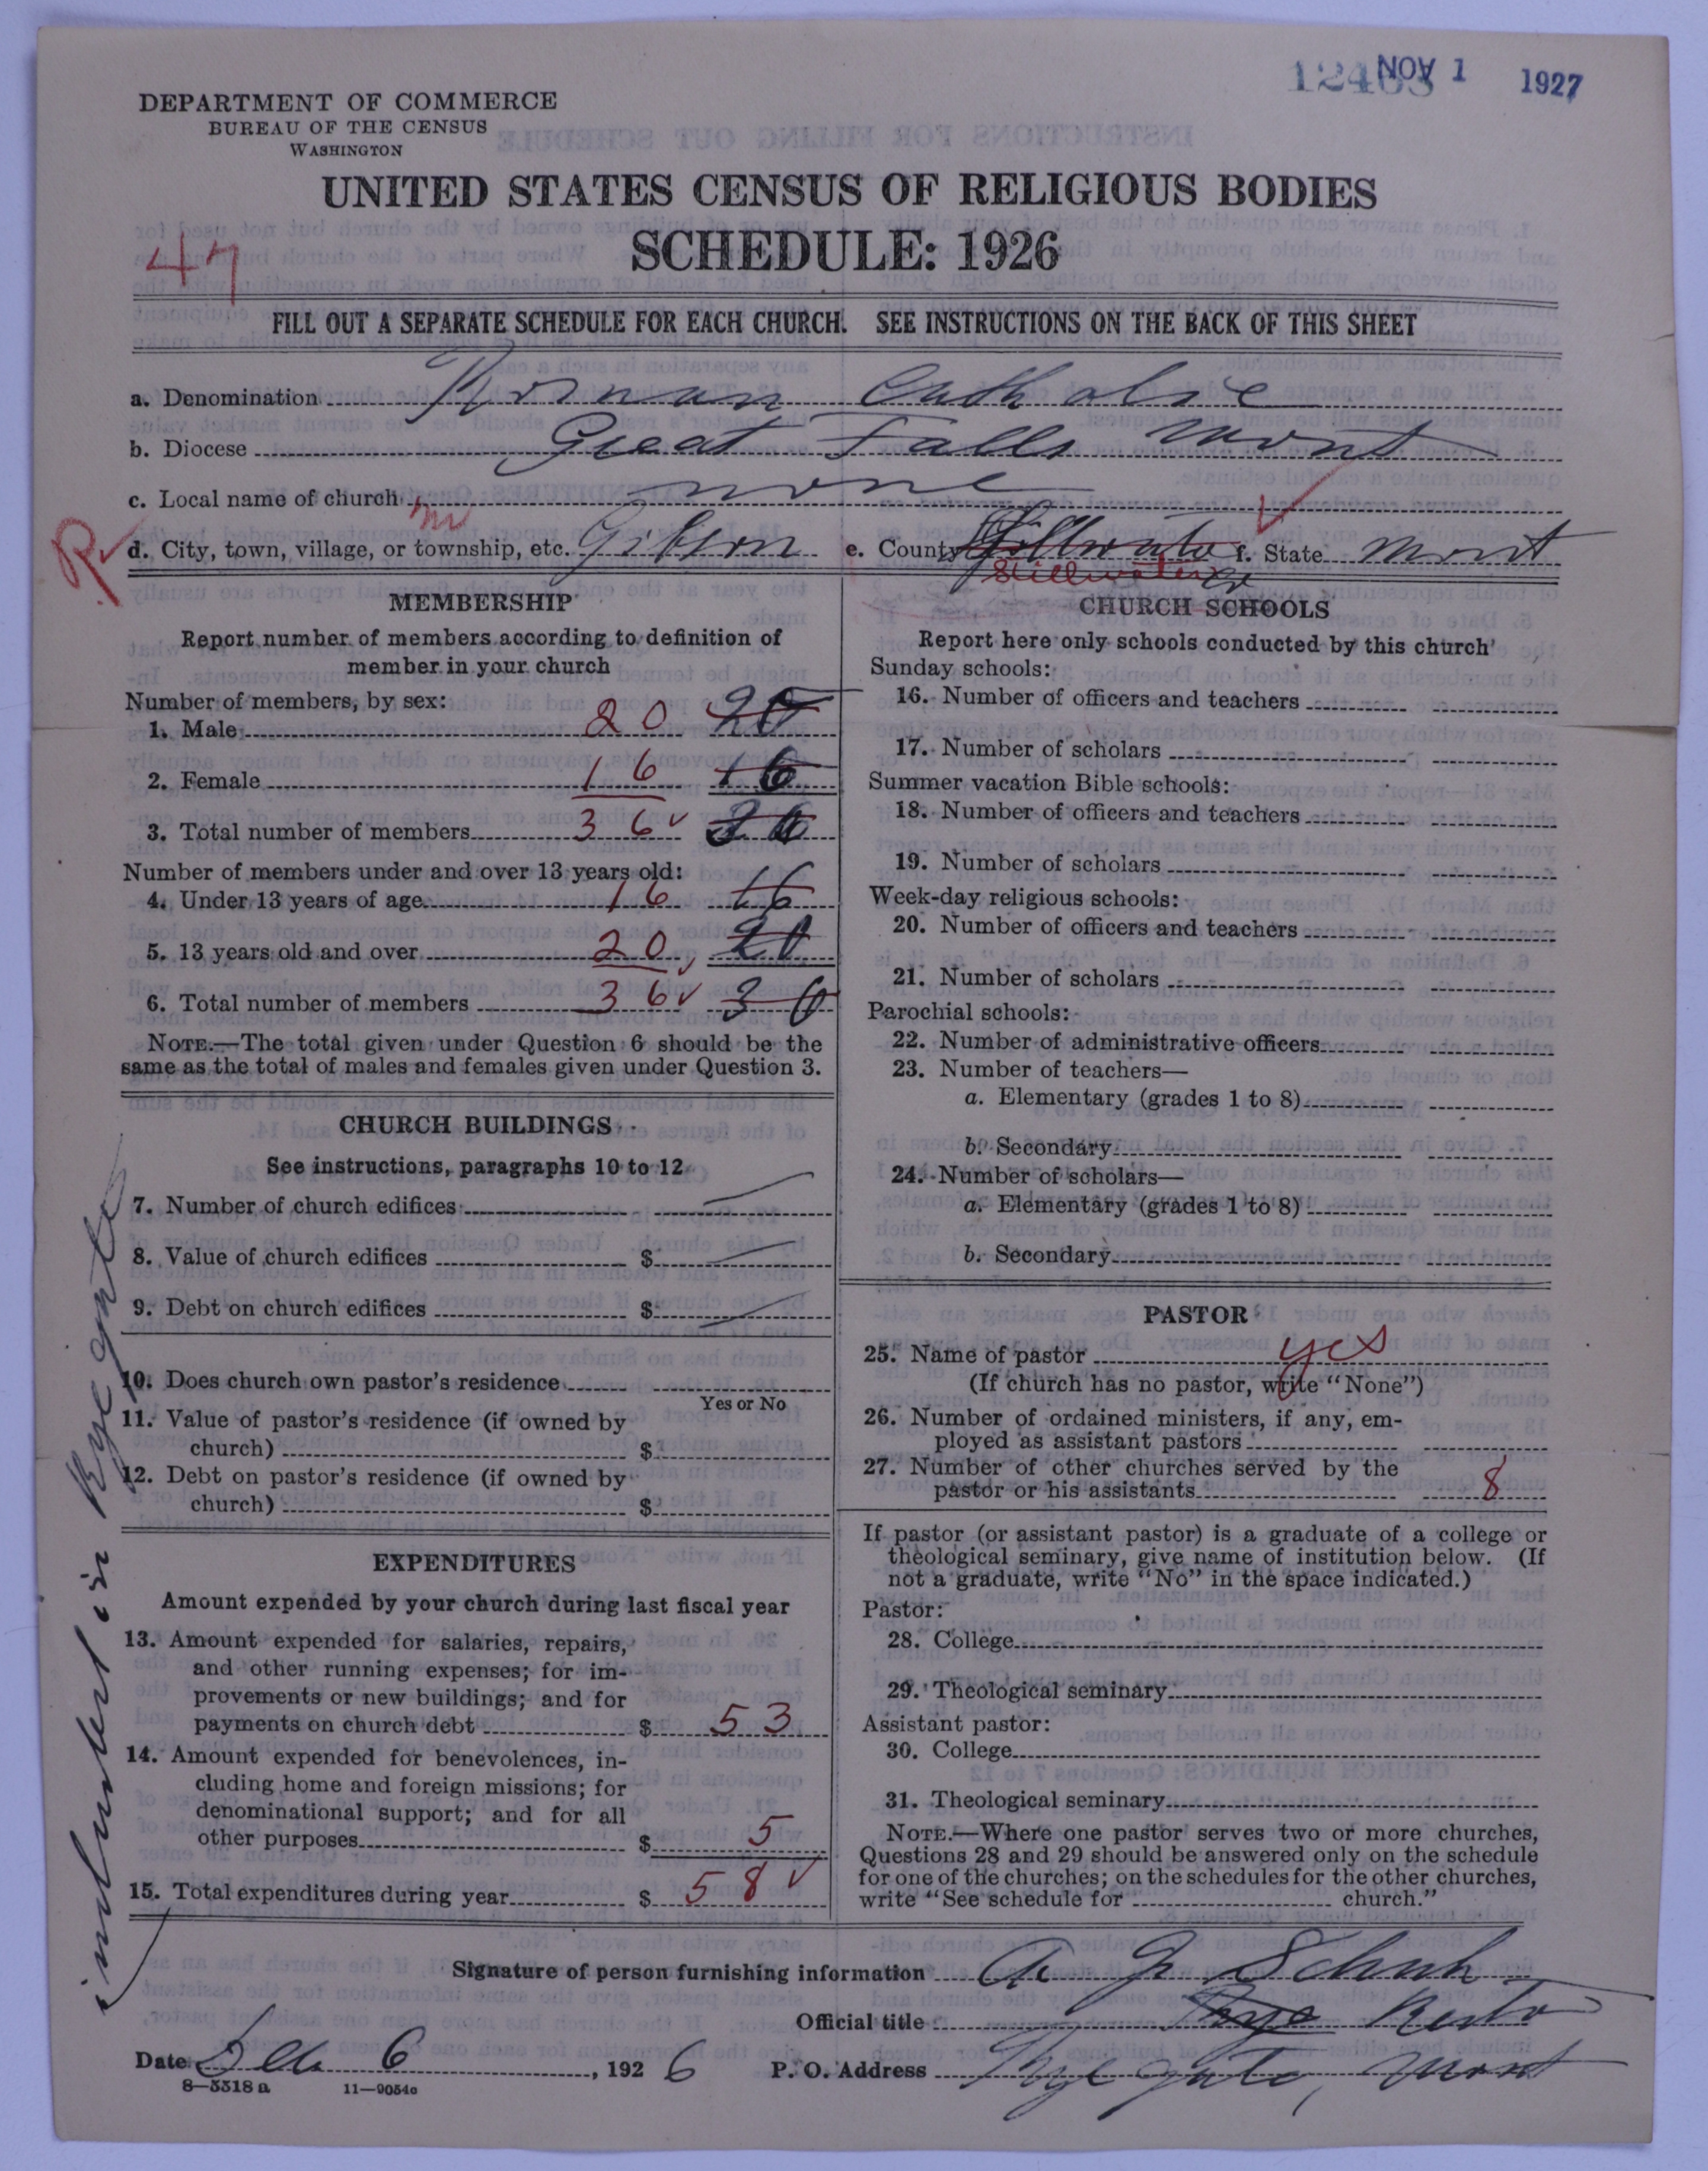 12463 NOV 1 1927
DEPARTMENT OF COMMERCE
BUREAU OF THE CENSUS
WASHINGTON
UNITED STATES CENSUS OF RELIGIOUS BODIES
SCHEDULE: 1926
47
FILL OUT A SEPARATE SCHEDULE FOR EACH CHURCH. SEE INSTRUCTIONS ON THE BACK OF THIS SHEET
a. Denomination Roman Catholic
b. Diocese Great Falls Mont
c. Local name of church none
R d. City, town, village, or township, etc. Gibson e. County Stillwater f. State Mont
Stillwater
MEMBERSHIP
Report number of members according to definition of
member in your church
Number of members, by sex:
1. Male 20 20
2. Female 16 16
3. Total number of members 36 36
Number of members under and over 13 years old:
4. Under 13 years of age 16 16
5. 13 years old and over 20 20
6. Total number of members 36 36
NOTE.—The total given under Question 6 should be the
same as the total of males and females given under Question 3.
CHURCH BUILDINGS
See instructions, paragraphs 10 to 12
7. Number of church edifices
8. Value of church edifices $
9. Debt on church edifices $
10. Does church own pastor's residence
Yes or No
11. Value of pastor's residence (if owned by
church) $
12. Debt on pastor's residence (if owned by
church) $
EXPENDITURES
Amount expended by your church during last fiscal year
13. Amount expended for salaries, repairs,
and other running expenses; for im-
provements or new buildings; and for
payments on church debt $ 53
14. Amount expended for benevolences, in-
cluding home and foreign missions; for
denominational support; and for all
other purposes $ 5
15. Total expenditures during year $ 58
included in Ryegate
CHURCH SCHOOLS
Report here only schools conducted by this church
Sunday schools:
16. Number of officers and teachers
17. Number of scholars
Summer vacation Bible schools:
18. Number of officers and teachers
19. Number of scholars
Week-day religious schools:
20. Number of officers and teachers
21. Number of scholars
Parochial schools:
22. Number of administrative officers
23. Number of teachers—
a. Elementary (grades 1 to 8)
b. Secondary
24. Number of scholars—
a. Elementary (grades 1 to 8)
b. Secondary
PASTOR
25. Name of pastor yes
(If church has no pastor, write "None")
26. Number of ordained ministers, if any, em-
ployed as assistant pastors
27. Number of other churches served by the
pastor or his assistants 8
If pastor (or assistant pastor) is a graduate of a college or
theological seminary, give name of institution below. (If
not a graduate, write "No" in the space indicated.)
Pastor:
28. College
29. Theological seminary
Assistant pastor:
30. College
31. Theological seminary
NOTE.—Where one pastor serves two or more churches,
Questions 28 and 29 should be answered only on the schedule
for one of the churches; on the schedules for the other churches,
write "See schedule for church."
Signature of person furnishing information A J Schuh
Official title Rector
Date Dec 6, 1926 P. O. Address Ryegate, Mont
8—5318 a 11—9054a